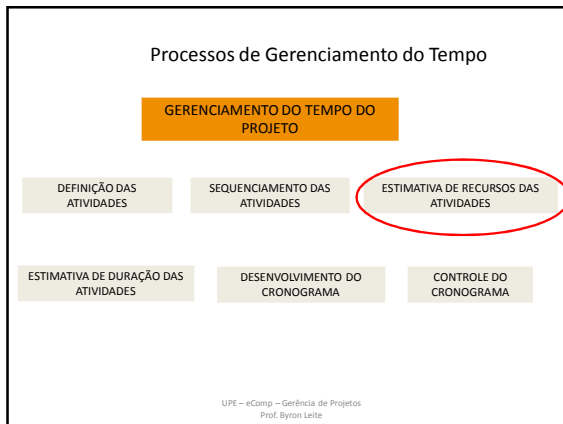 Processos de Gerenciamento do Tempo
GERENCIAMENTO DO TEMPO DO
PROJETO
DEFINIÇÃO DAS
ATIVIDADES
SEQUENCIAMENTO DAS
ATIVIDADES
ESTIMATIVA DE RECURSOS DAS
ATIVIDADES
ESTIMATIVA DE DURAÇÃO DAS
ATIVIDADES
DESENVOLVIMENTO DO
CRONOGRAMA
CONTROLE DO
CRONOGRAMA
UPE – eComp – Gerência de Projetos
Prof. Byron Leite